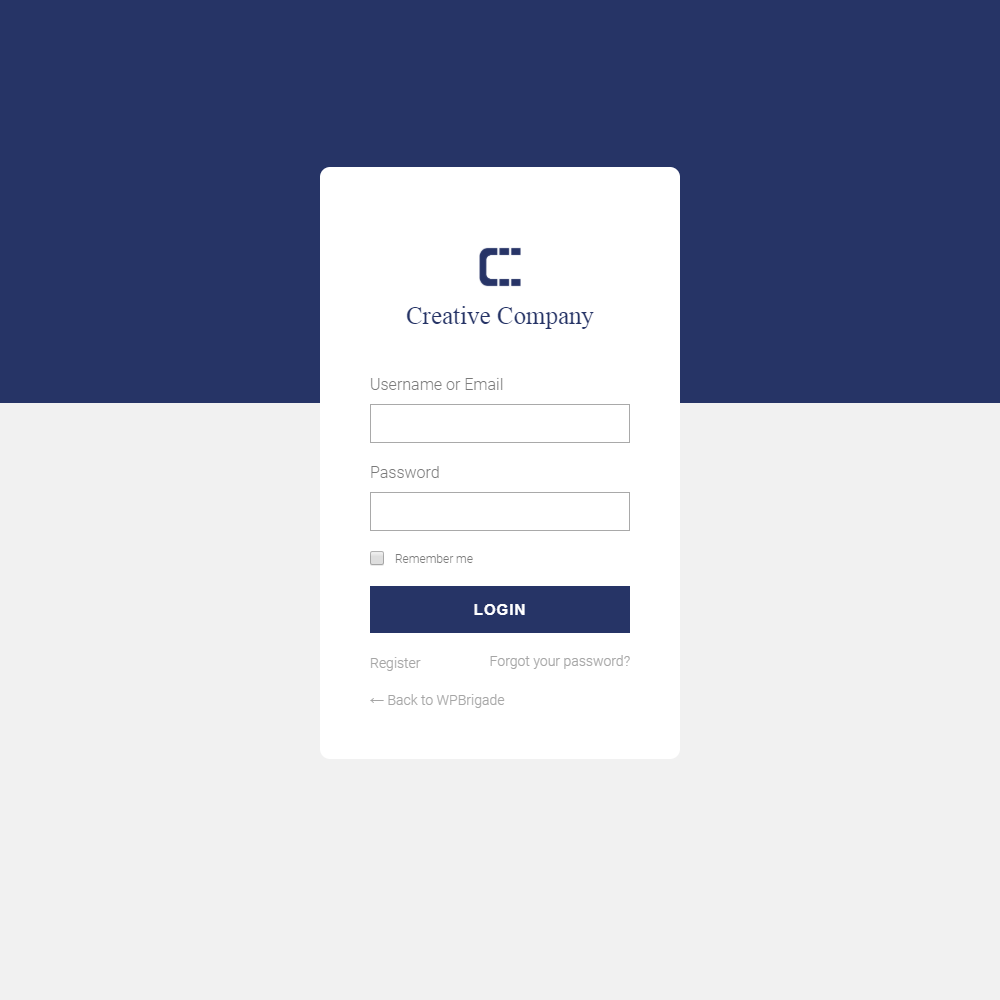 Creative Company
Username or Email
Password
Remember me
LOGIN
Register
Forgot your password?
← Back to WPBrigade